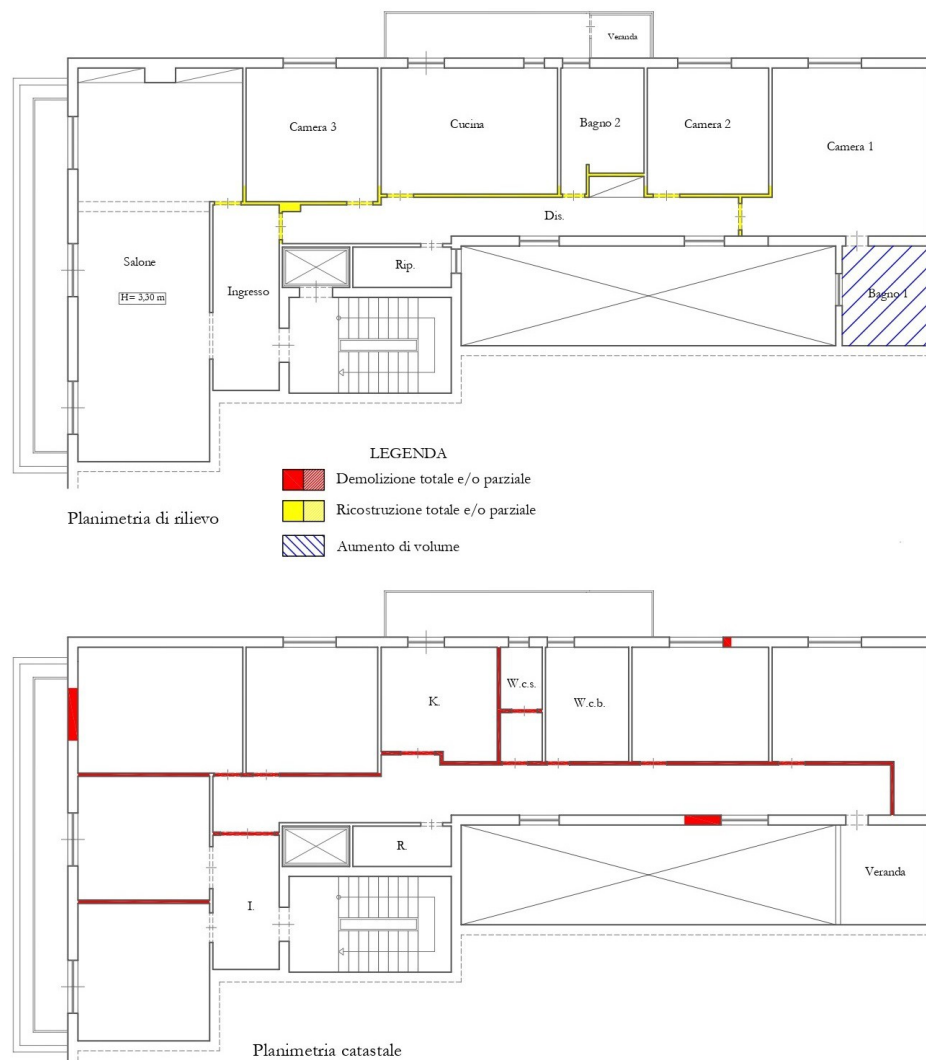 Veranda
Camera 3
Cucina
Bagno 2
Camera 2
Camera 1
Dis.
Salone
H= 3,30 m
Ingresso
Rip.
Bagno 1
LEGENDA
Demolizione totale e/o parziale
Ricostruzione totale e/o parziale
Aumento di volume
Planimetria di rilievo
K.
W.c.s.
W.c.b.
R.
I.
Veranda
Planimetria catastale